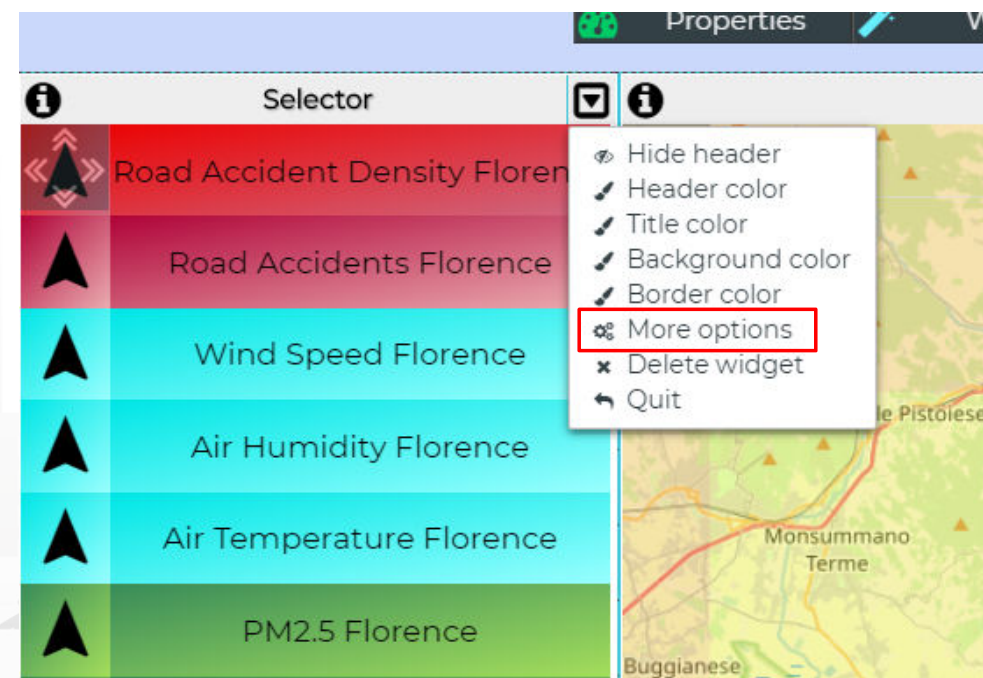 Properties
Selector
Road Accident Density Floren
Road Accidents Florence
Wind Speed Florence
Air Humidity Florence
Air Temperature Florence
PM2.5 Florence
Hide header
Header color
Title color
Background color
Border color
More options
Delete widget
Quit
le Pistoiese
Monsummano
Terme
Buggianese